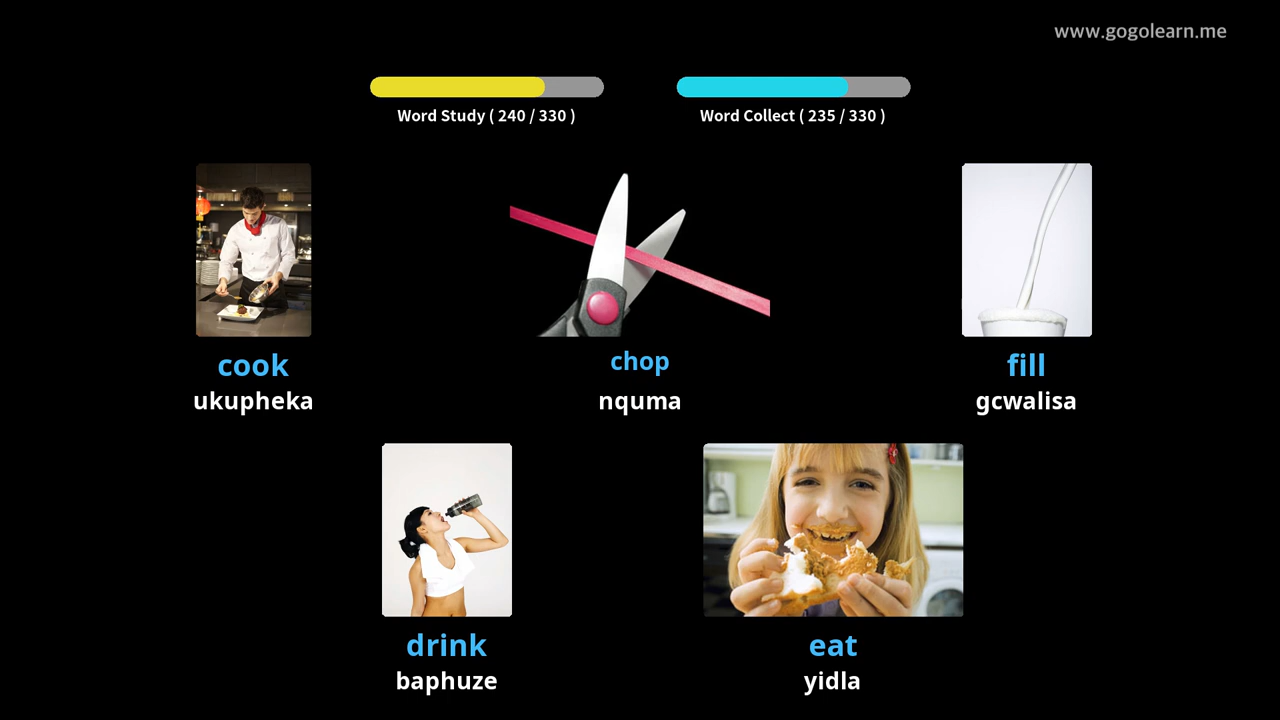 www.gogolearn.me
Word Study ( 240 / 330 )
Word Collect ( 235 / 330 )
cook
ukupheka
chop
nquma
fill
gcwalisa
drink
baphuze
eat
yidla